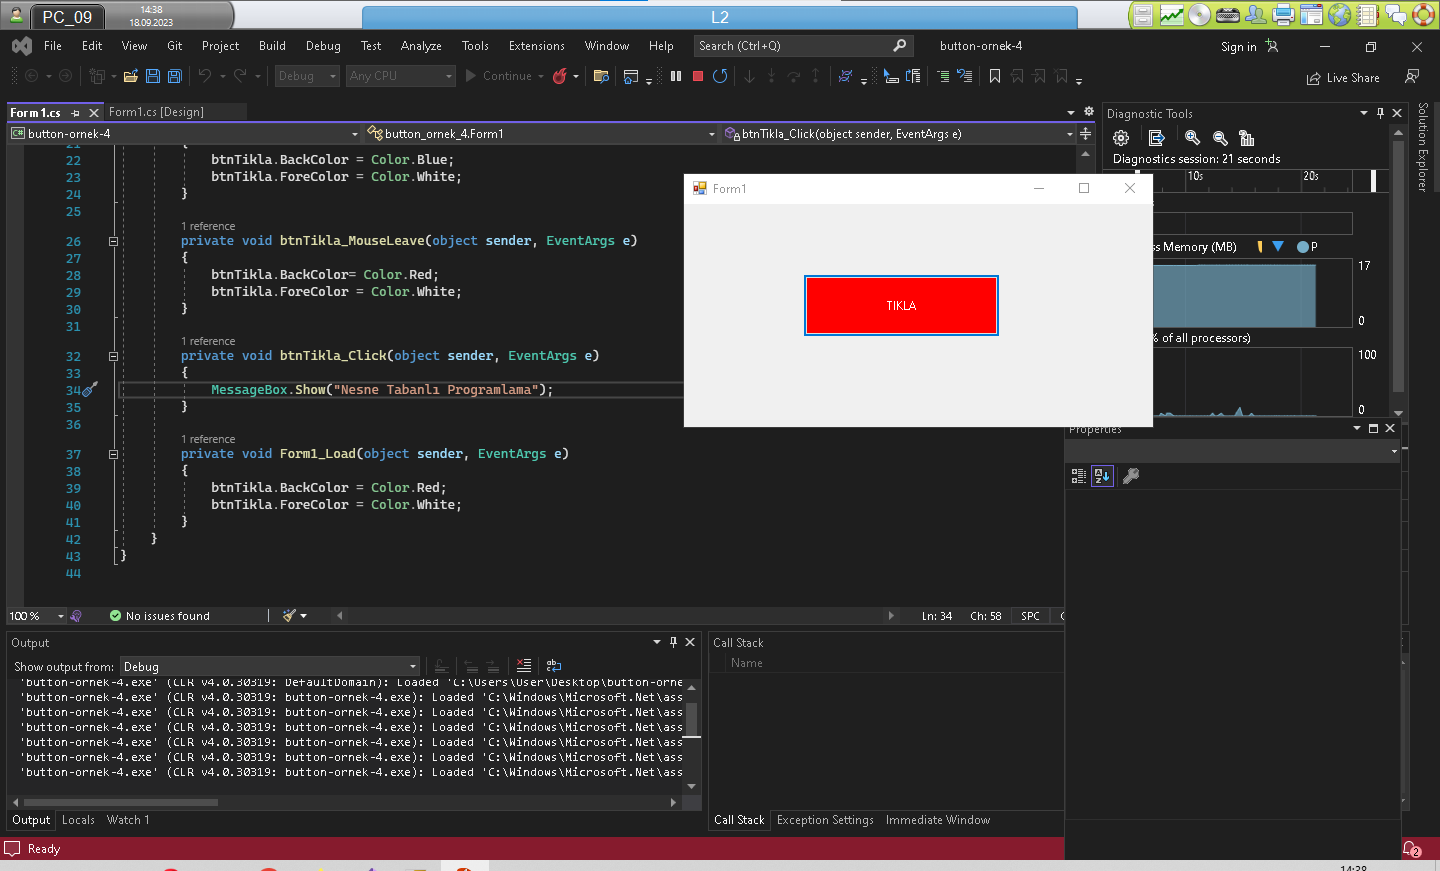 PC_09
14:38
18.09.2023
L2
File Edit View Git Project Build Debug Test Analyze Tools Extensions Window Help Search (Ctrl+Q) button-ornek-4 Sign in
Debug Any CPU Continue Live Share
Form1.cs Form1.cs [Design]
button-ornek-4 button_ornek_4.Form1 btnTikla_Click(object sender, EventArgs e)
21 {
22 btnTikla.BackColor = Color.Blue;
23 btnTikla.ForeColor = Color.White;
24 }
25
1 reference
26 private void btnTikla_MouseLeave(object sender, EventArgs e)
27 {
28 btnTikla.BackColor= Color.Red;
29 btnTikla.ForeColor = Color.White;
30 }
31
1 reference
32 private void btnTikla_Click(object sender, EventArgs e)
33 {
34 MessageBox.Show("Nesne Tabanlı Programlama");
35 }
36
1 reference
37 private void Form1_Load(object sender, EventArgs e)
38 {
39 btnTikla.BackColor = Color.Red;
40 btnTikla.ForeColor = Color.White;
41 }
42 }
43 }
44
Form1
TIKLA
Diagnostic Tools
Diagnostics session: 21 seconds
10s 20s
s Memory (MB) P
17
0
% of all processors)
100
0
Solution Explorer
Properties
100 % No issues found Ln: 34 Ch: 58 SPC
Output
Show output from: Debug
'button-ornek-4.exe' (CLR v4.0.30319: DefaultDomain): Loaded 'C:\Users\User\Desktop\button-orne
'button-ornek-4.exe' (CLR v4.0.30319: button-ornek-4.exe): Loaded 'C:\Windows\Microsoft.Net\ass
'button-ornek-4.exe' (CLR v4.0.30319: button-ornek-4.exe): Loaded 'C:\Windows\Microsoft.Net\ass
'button-ornek-4.exe' (CLR v4.0.30319: button-ornek-4.exe): Loaded 'C:\Windows\Microsoft.Net\ass
'button-ornek-4.exe' (CLR v4.0.30319: button-ornek-4.exe): Loaded 'C:\Windows\Microsoft.Net\ass
'button-ornek-4.exe' (CLR v4.0.30319: button-ornek-4.exe): Loaded 'C:\Windows\Microsoft.Net\ass
'button-ornek-4.exe' (CLR v4.0.30319: button-ornek-4.exe): Loaded 'C:\Windows\Microsoft.Net\ass
Output Locals Watch 1
Call Stack
Name
Call Stack Exception Settings Immediate Window
Ready
2
14:38